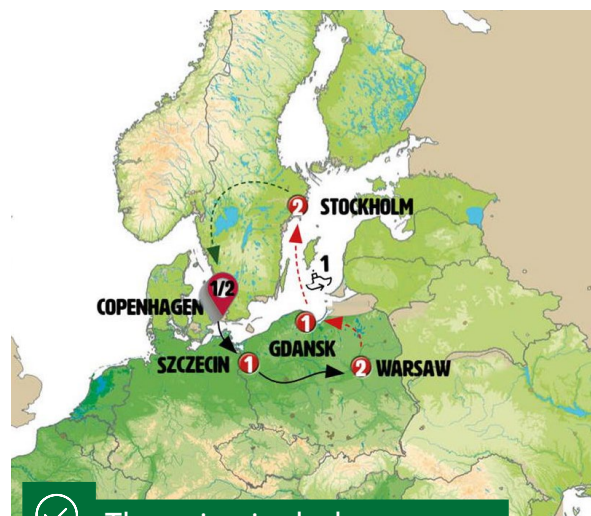 2
STOCKHOLM
1
1/2
COPENHAGEN
1
GDANSK
SZCZECIN
1
2
WARSAW